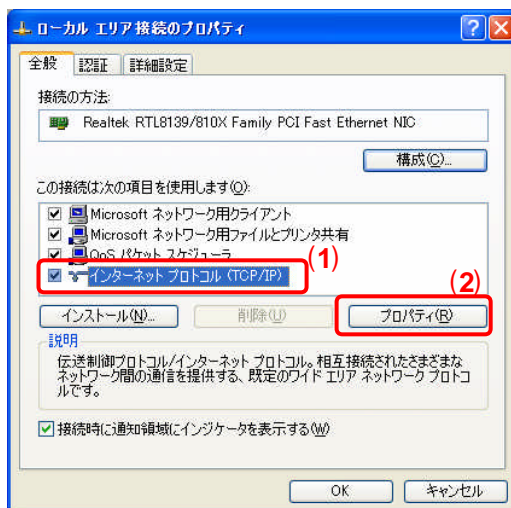 ローカル エリア接続のプロパティ
全般 認証 詳細設定
接続の方法:
Realtek RTL8139/810X Family PCI Fast Ethernet NIC
構成(C)...
この接続は次の項目を使用します(O):
Microsoft ネットワーク用クライアント
Microsoft ネットワーク用ファイルとプリンタ共有
QoS パケット スケジューラ
インターネット プロトコル (TCP/IP)
(1)
(2)
インストール(N)... 削除(U) プロパティ(R)
説明
伝送制御プロトコル/インターネット プロトコル。相互接続されたさまざまな
ネットワーク間の通信を提供する、既定のワイド エリア ネットワーク プロトコ
ルです。
接続時に通知領域にインジケータを表示する(W)
OK キャンセル